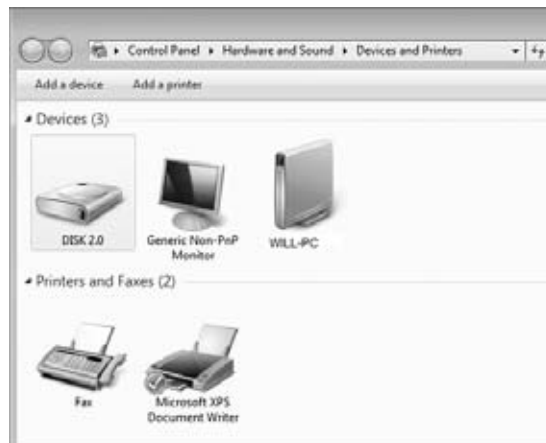 Control Panel ▸ Hardware and Sound ▸ Devices and Printers
Add a device Add a printer
Devices (3)
DISK 2.0
Generic Non-PnP
Monitor
WILL-PC
Printers and Faxes (2)
Fax
Microsoft XPS
Document Writer